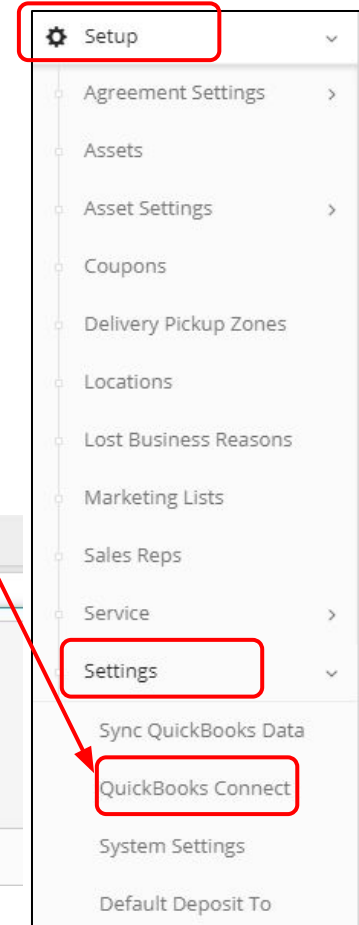 Setup
Agreement Settings
Assets
Asset Settings
Coupons
Delivery Pickup Zones
Locations
Lost Business Reasons
Marketing Lists
Sales Reps
Service
Settings
Sync QuickBooks Data
QuickBooks Connect
System Settings
Default Deposit To